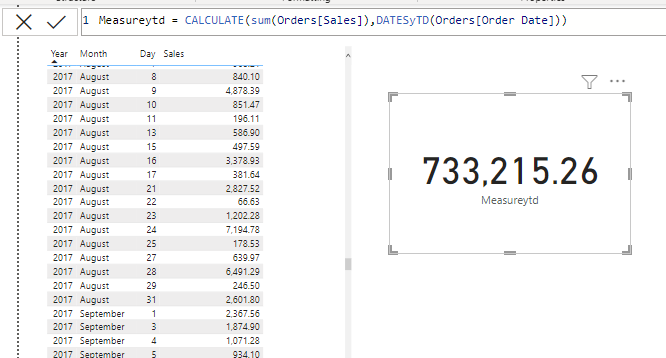 1 Measureytd = CALCULATE(sum(Orders[Sales]),DATESyTD(Orders[Order Date]))
Year Month Day Sales
2017 August 8 840.10
2017 August 9 4,878.39
2017 August 10 851.47
2017 August 11 196.11
2017 August 13 586.90
2017 August 15 497.59
2017 August 16 3,378.93
2017 August 17 381.64
2017 August 21 2,827.52
2017 August 22 66.63
2017 August 23 1,202.28
2017 August 24 7,194.78
2017 August 25 178.53
2017 August 27 639.97
2017 August 28 6,491.29
2017 August 29 246.50
2017 August 31 2,601.80
2017 September 1 2,367.56
2017 September 3 1,874.90
2017 September 4 1,071.28
2017 September 5 934.10
733,215.26
Measureytd